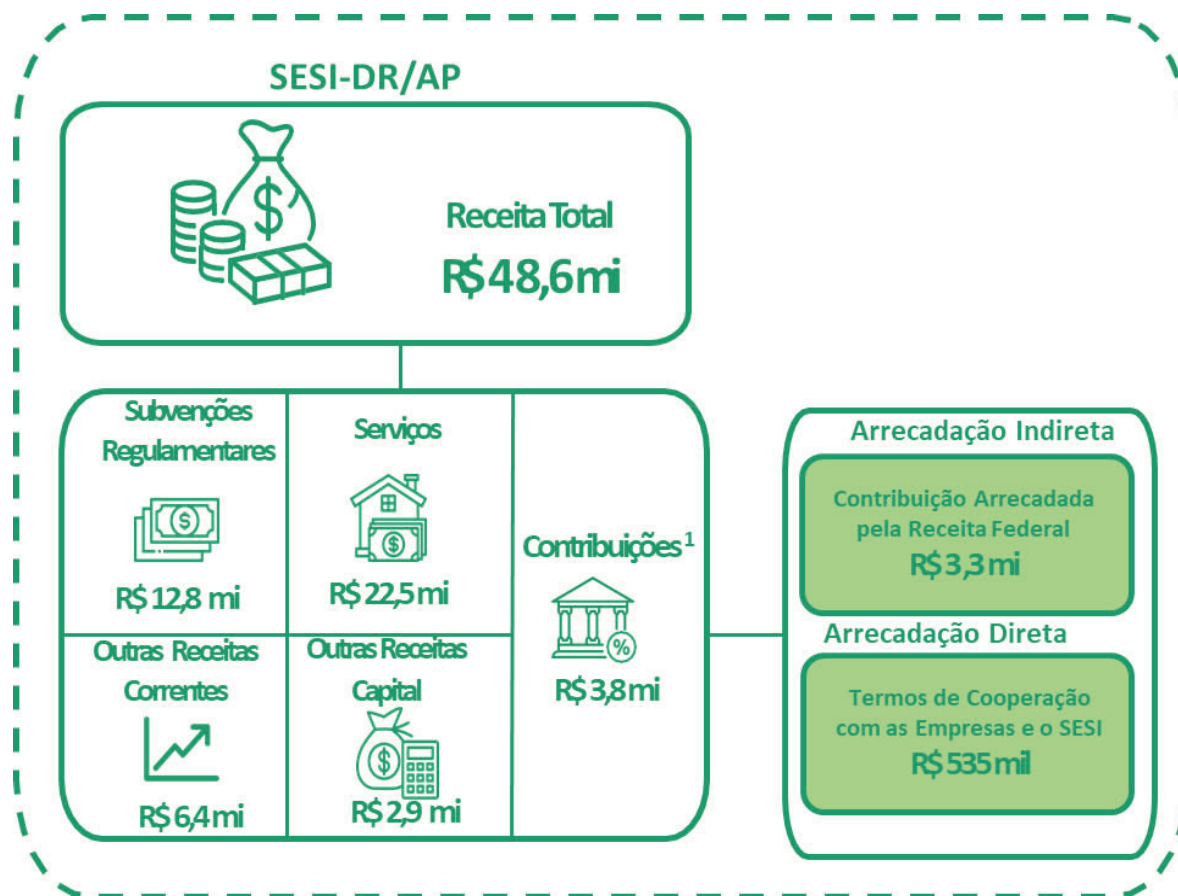 SESI-DR/AP
Receita Total
R$ 48,6 mi
Subvenções
Regulamentares
R$ 12,8 mi
Serviços
R$ 22,5 mi
Contribuições ¹
R$ 3,8 mi
Outras Receitas
Correntes
R$ 6,4 mi
Outras Receitas
Capital
R$ 2,9 mi
Arrecadação Indireta
Contribuição Arrecadada
pela Receita Federal
R$ 3,3 mi
Arrecadação Direta
Termos de Cooperação
com as Empresas e o SESI
R$ 535 mil